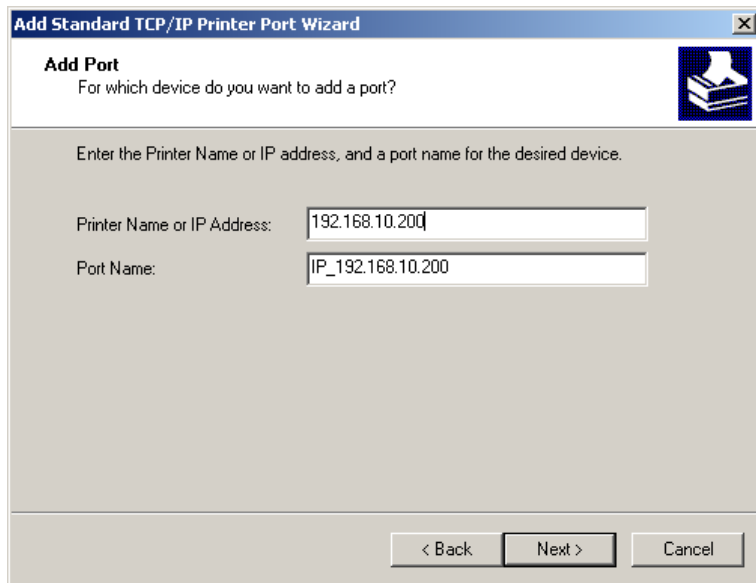 Add Standard TCP/IP Printer Port Wizard
Add Port
For which device do you want to add a port?
Enter the Printer Name or IP address, and a port name for the desired device.
Printer Name or IP Address: 192.168.10.200
Port Name: IP_192.168.10.200
< Back Next > Cancel